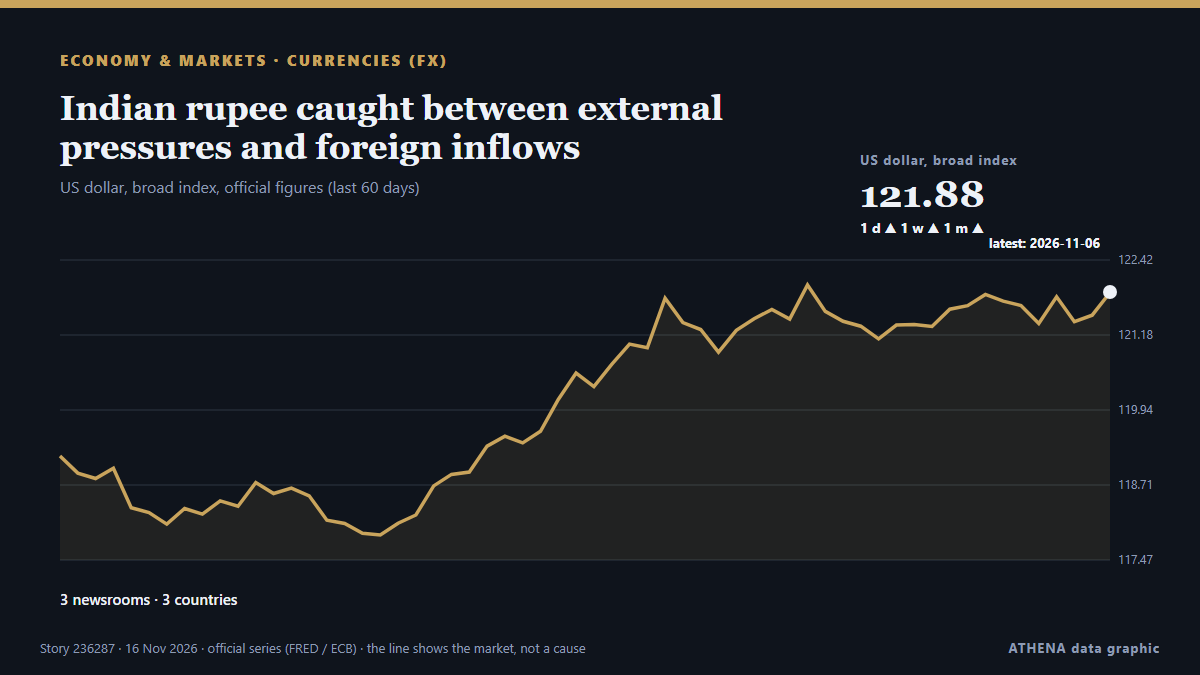 ECONOMY & MARKETS · CURRENCIES (FX)
Indian rupee caught between external
pressures and foreign inflows
US dollar, broad index, official figures (last 60 days)
US dollar, broad index
121.88
1 d ▲ 1 w ▲ 1 m ▲
latest: 2026-11-06
122.42
121.18
119.94
118.71
117.47
3 newsrooms · 3 countries
Story 236287 · 16 Nov 2026 · official series (FRED / ECB) · the line shows the market, not a cause
ATHENA data graphic